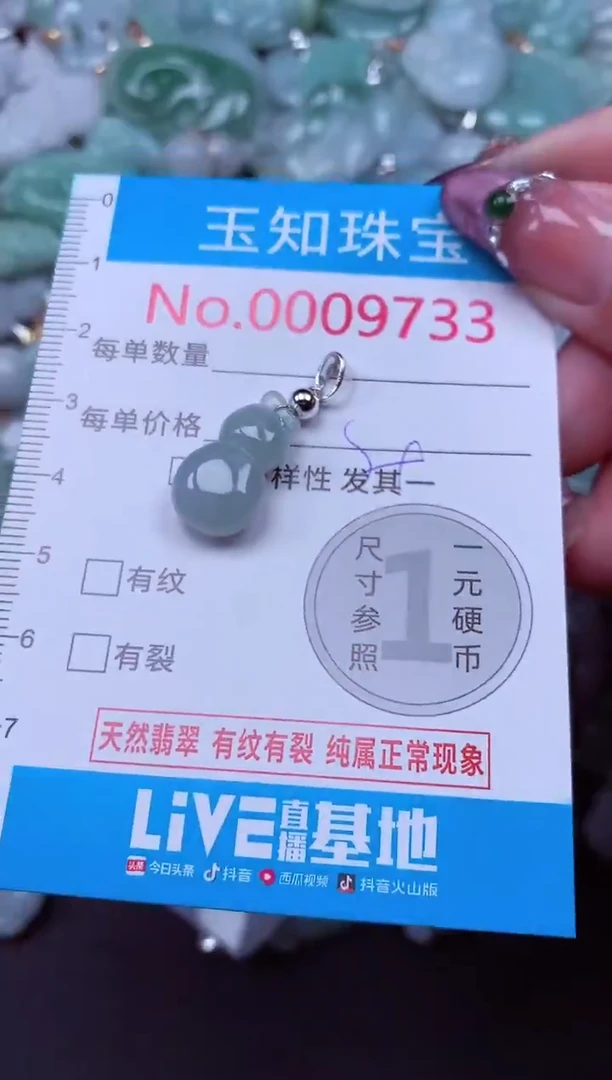 玉知珠宝
No.0009733
每单数量
每单价格
样性 发其一
有纹
有裂
尺寸参照
1
一元硬币
天然翡翠 有纹有裂 纯属正常现象
LiVE直播基地
头条 今日头条 抖音 西瓜视频 抖音火山版
0
1
2
3
4
5
6
7